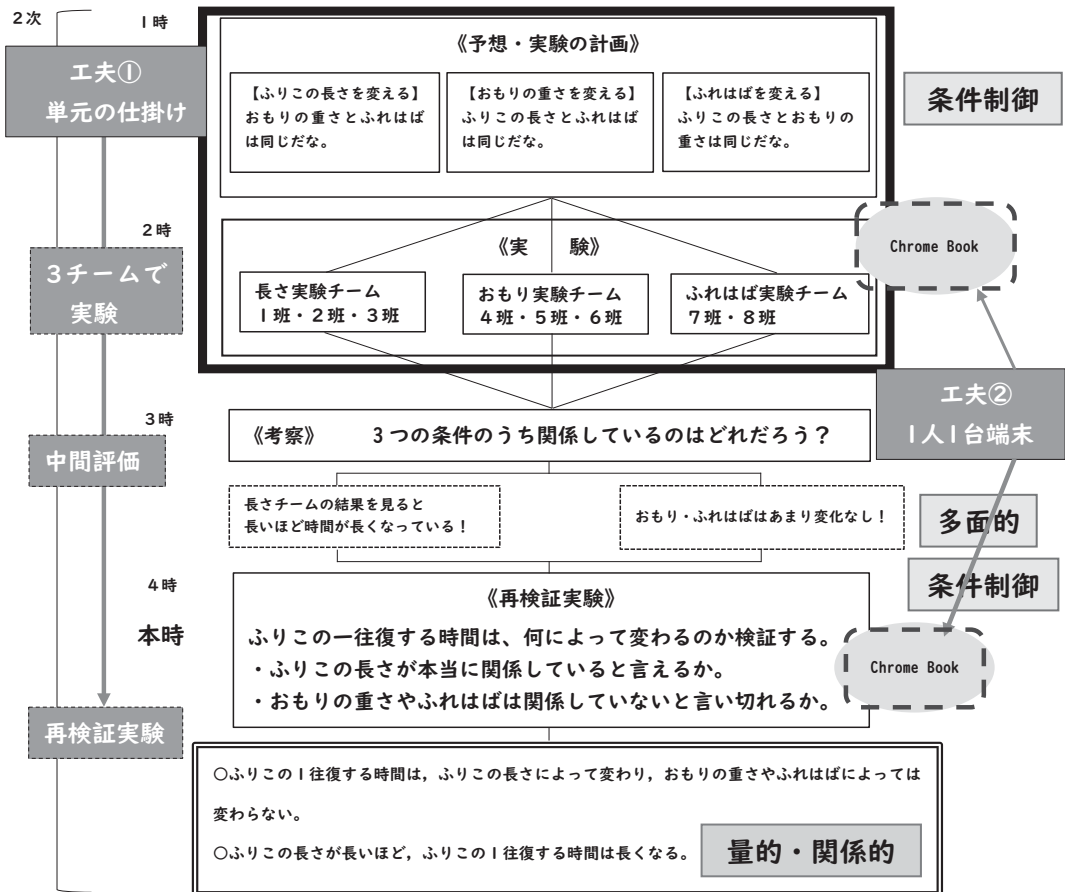 ２次
１時
工夫①
単元の仕掛け
《予想・実験の計画》
【ふりこの長さを変える】
おもりの重さとふれはば
は同じだな。
【おもりの重さを変える】
ふりこの長さとふれはば
は同じだな。
【ふれはばを変える】
ふりこの長さとおもりの
重さは同じだな。
条件制御
２時
３チームで
実験
《実　験》
長さ実験チーム
１班・２班・３班
おもり実験チーム
４班・５班・６班
ふれはば実験チーム
７班・８班
Chrome Book
工夫②
１人１台端末
３時
中間評価
《考察》　３つの条件のうち関係しているのはどれだろう？
長さチームの結果を見ると
長いほど時間が長くなっている！
おもり・ふれはばはあまり変化なし！
多面的
条件制御
４時
本時
《再検証実験》
ふりこの一往復する時間は、何によって変わるのか検証する。
・ふりこの長さが本当に関係していると言えるか。
・おもりの重さやふれはばは関係していないと言い切れるか。
Chrome Book
再検証実験
○ふりこの１往復する時間は，ふりこの長さによって変わり，おもりの重さやふれはばによっては
変わらない。
○ふりこの長さが長いほど，ふりこの１往復する時間は長くなる。
量的・関係的